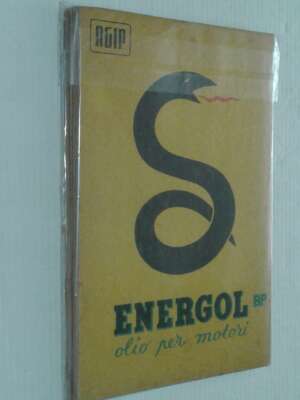 AGIP
ENERGOL BP
olio per motori